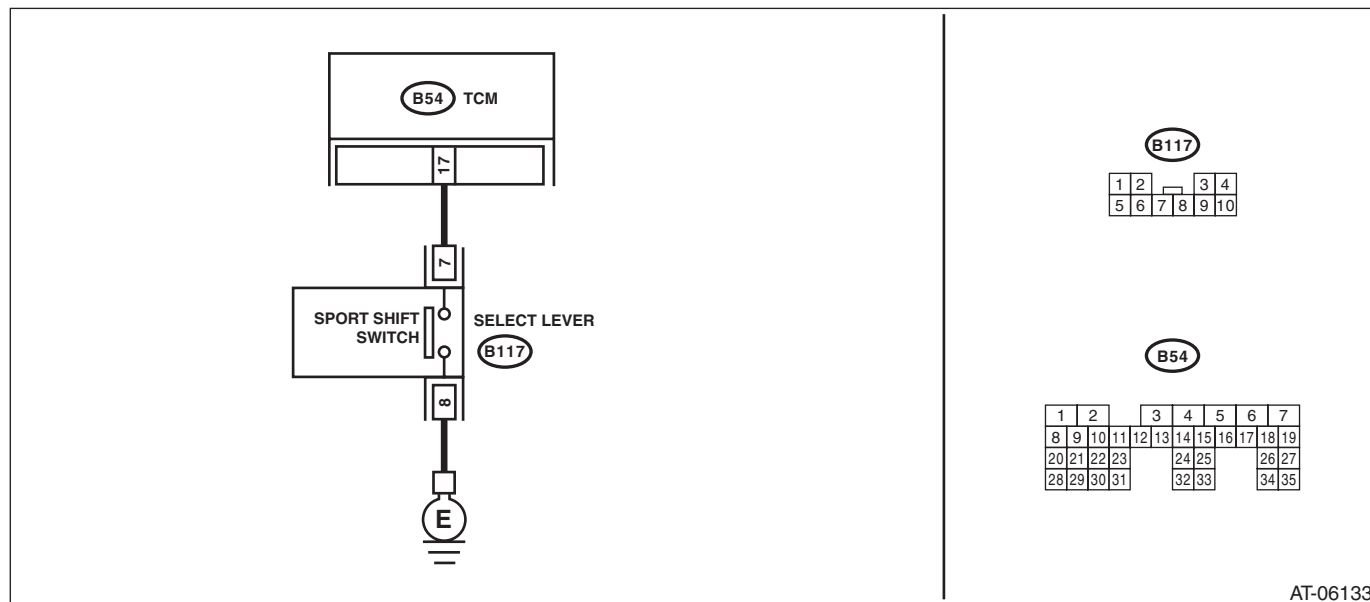 B54 TCM
17
7
SPORT SHIFT
SWITCH
SELECT LEVER
B117
8
E
B117
1 2 3 4
5 6 7 8 9 10
B54
1 2 3 4 5 6 7
8 9 10 11 12 13 14 15 16 17 18 19
20 21 22 23 24 25 26 27
28 29 30 31 32 33 34 35
AT-06133